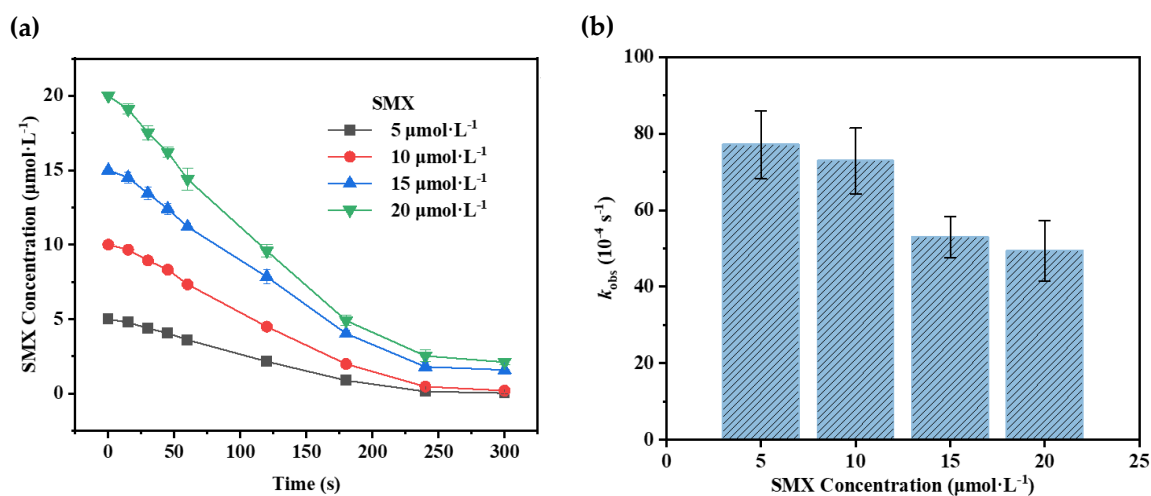 (a)
SMX Concentration (μmol·L⁻¹)
20
15
10
5
0
SMX
5 μmol·L⁻¹
10 μmol·L⁻¹
15 μmol·L⁻¹
20 μmol·L⁻¹
0 50 100 150 200 250 300
Time (s)
(b)
k_obs (10⁻⁴ s⁻¹)
100
80
60
40
20
0
0 5 10 15 20 25
SMX Concentration (μmol·L⁻¹)